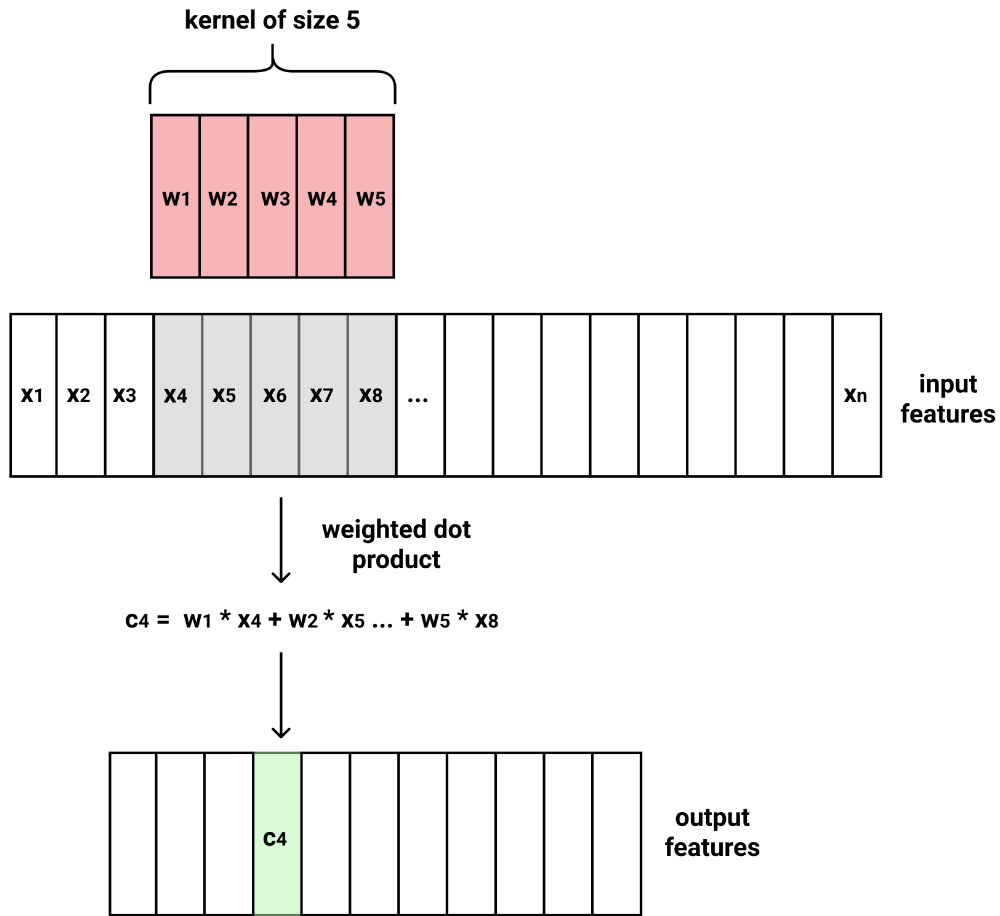 kernel of size 5
W1 W2 W3 W4 W5
X1 X2 X3 X4 X5 X6 X7 X8 ... Xn
input
features
weighted dot
product
C4 = W1 * X4 + W2 * X5 ... + W5 * X8
C4
output
features